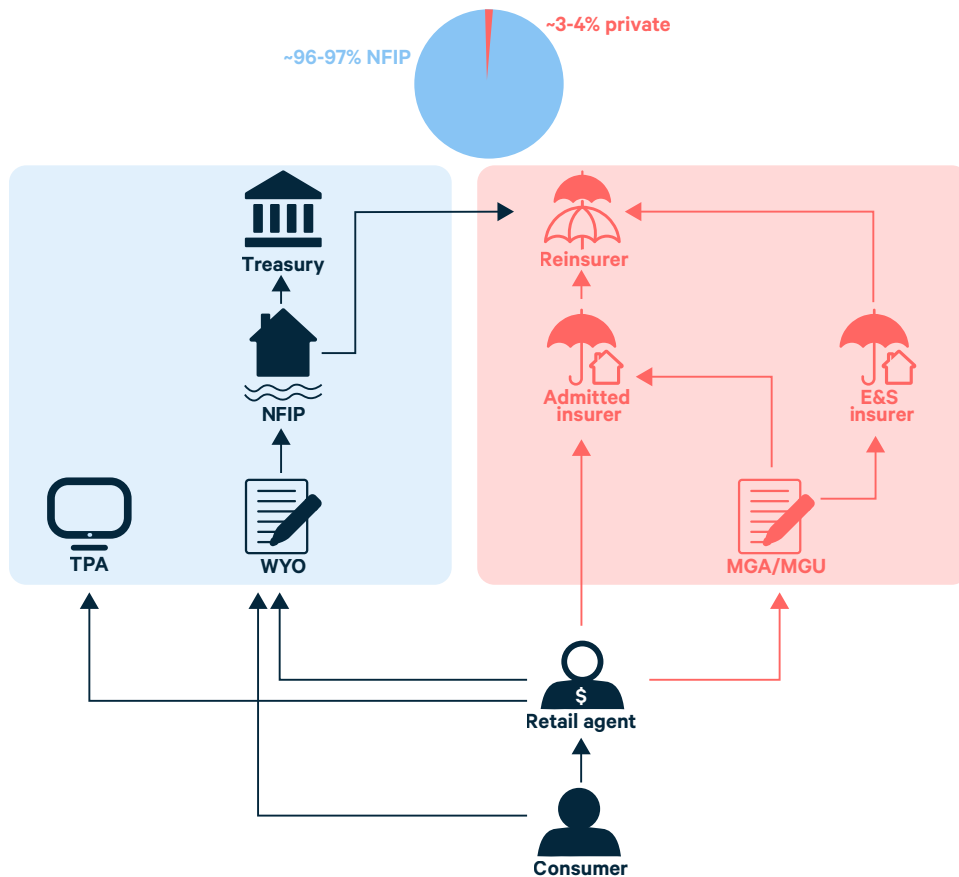 ~3-4% private
~96-97% NFIP
Treasury
Reinsurer
NFIP
Admitted
insurer
E&S
insurer
TPA
WYO
MGA/MGU
$
Retail agent
Consumer